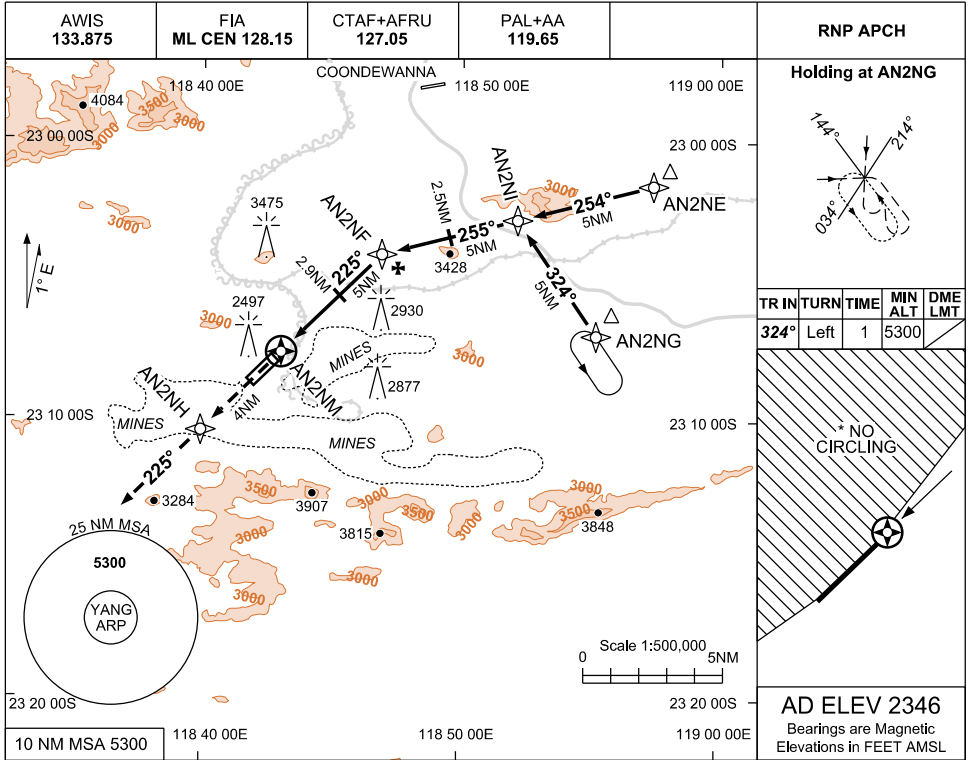 AWIS
133.875
FIA
ML CEN 128.15
CTAF+AFRU
127.05
PAL+AA
119.65
RNP APCH
118 40 00E
COONDEWANNA
118 50 00E
119 00 00E
4084
3500
3000
3000
23 00 00S
23 00 00S
3000
3475
AN2NF
2.5NM
AN2NI
3000
254°
5NM
AN2NE
255°
5NM
3428
1° E
2.9NM
225°
5NM
324°
5NM
2497
2930
3000
AN2NG
3000
MINES
2877
AN2NM
4NM
AN2NH
23 10 00S
23 10 00S
MINES
MINES
225°
3284
3500
3907
3000
3500
3000
3000
3500
3848
3000
3815
3000
3000
25 NM MSA
5300
YANG
ARP
Scale 1:500,000
0
5NM
23 20 00S
23 20 00S
10 NM MSA 5300
118 40 00E
118 50 00E
119 00 00E
Holding at AN2NG
144°
214°
034°
TR IN
TURN
TIME
MIN
ALT
DME
LMT
324°
Left
1
5300
* NO
CIRCLING
AD ELEV 2346
Bearings are Magnetic
Elevations in FEET AMSL